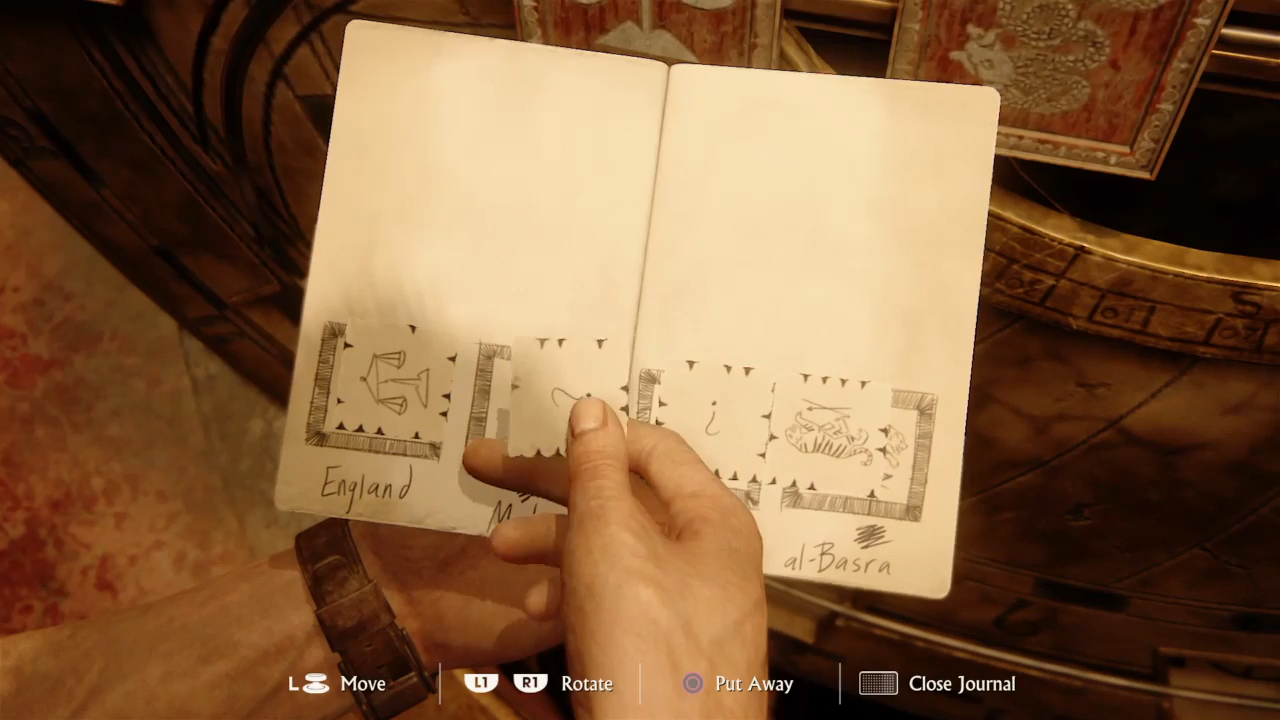 England
al-Basra
L Move
L1 R1 Rotate
Put Away
Close Journal